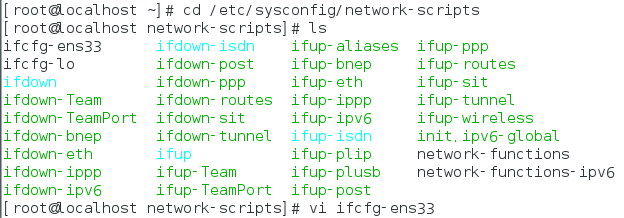 [root@localhost ~]# cd /etc/sysconfig/network-scripts
[root@localhost network-scripts]# ls
ifcfg-ens33 ifdown-isdn ifup-aliases ifup-ppp
ifcfg-lo ifdown-post ifup-bnep ifup-routes
ifdown ifdown-ppp ifup-eth ifup-sit
ifdown-Team ifdown-routes ifup-ippp ifup-tunnel
ifdown-TeamPort ifdown-sit ifup-ipv6 ifup-wireless
ifdown-bnep ifdown-tunnel ifup-isdn init.ipv6-global
ifdown-eth ifup ifup-plip network-functions
ifdown-ippp ifup-Team ifup-plusb network-functions-ipv6
ifdown-ipv6 ifup-TeamPort ifup-post
[root@localhost network-scripts]# vi ifcfg-ens33